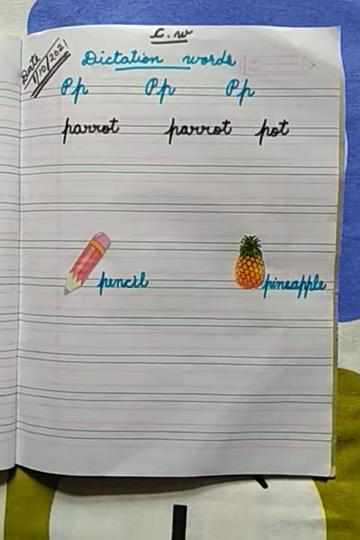 C.W
Date
1/10/2021
Dictation words
Pp Pp Pp
parrot parrot pot
pencil pineapple